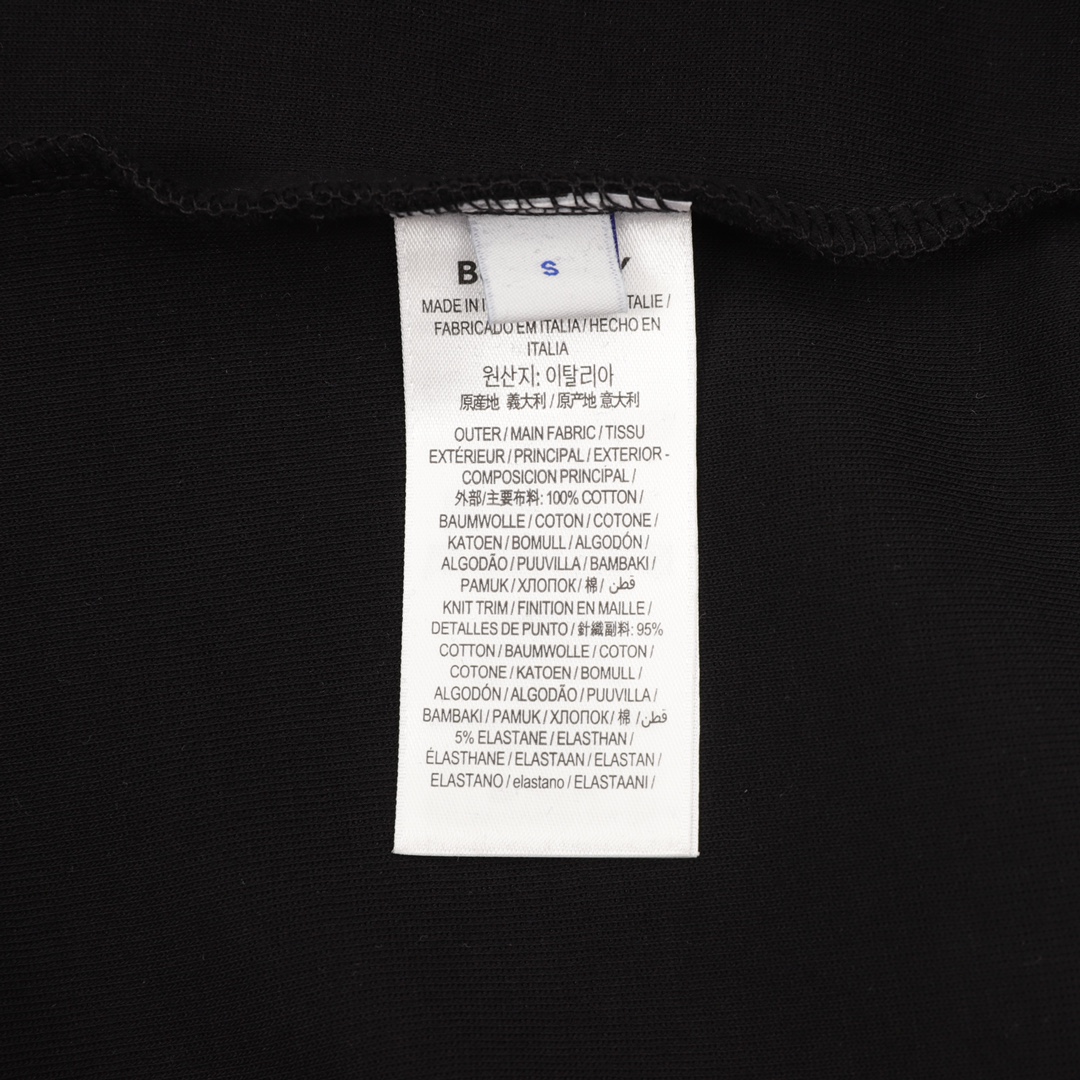 S
MADE IN
FABRICADO EM ITALIA / HECHO EN
ITALIA
원산지: 이탈리아
原産地 義大利 / 原产地 意大利
OUTER / MAIN FABRIC / TISSU
EXTÉRIEUR / PRINCIPAL / EXTERIOR -
COMPOSICION PRINCIPAL /
外部/主要布料: 100% COTTON /
BAUMWOLLE / COTON / COTONE /
KATOEN / BOMULL / ALGODÓN /
ALGODÃO / PUUVILLA / BAMBAKI /
PAMUK / ХЛОПОК / 棉 / قطن
KNIT TRIM / FINITION EN MAILLE /
DETALLES DE PUNTO / 針織副料: 95%
COTTON / BAUMWOLLE / COTON /
COTONE / KATOEN / BOMULL /
ALGODÓN / ALGODÃO / PUUVILLA /
BAMBAKI / PAMUK / ХЛОПОК / 棉 / قطن
5% ELASTANE / ELASTHAN /
ÉLASTHANE / ELASTAAN / ELASTAN /
ELASTANO / elastano / ELASTAANI /